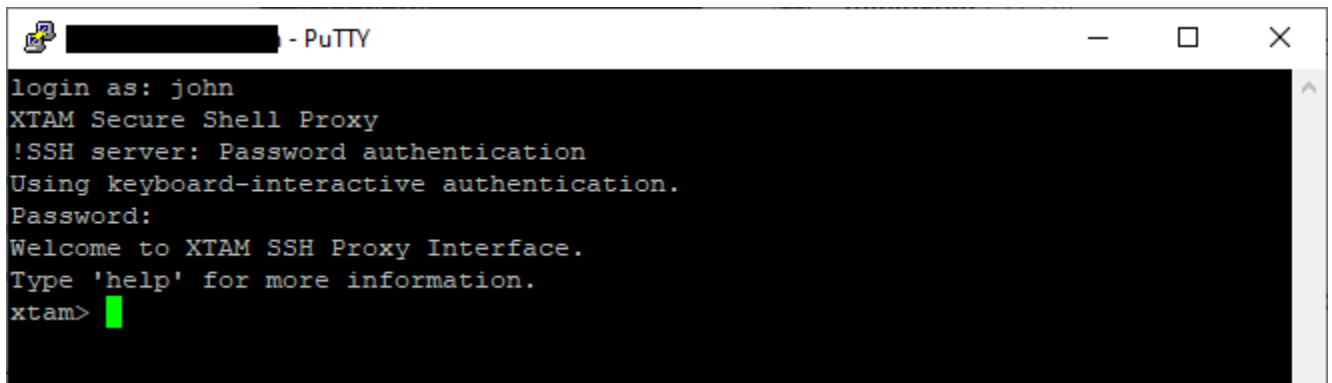 - PuTTY
login as: john
XTAM Secure Shell Proxy
!SSH server: Password authentication
Using keyboard-interactive authentication.
Password:
Welcome to XTAM SSH Proxy Interface.
Type 'help' for more information.
xtam>